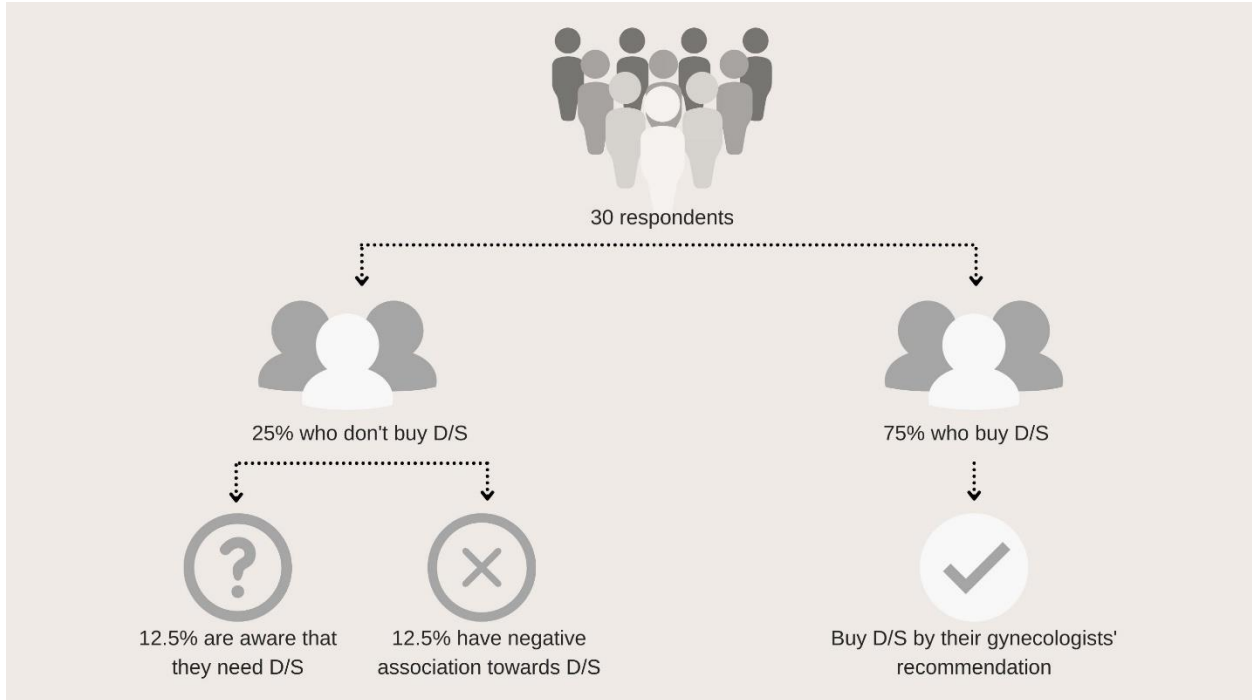 30 respondents
25% who don't buy D/S
75% who buy D/S
12.5% are aware that
they need D/S
12.5% have negative
association towards D/S
Buy D/S by their gynecologists'
recommendation